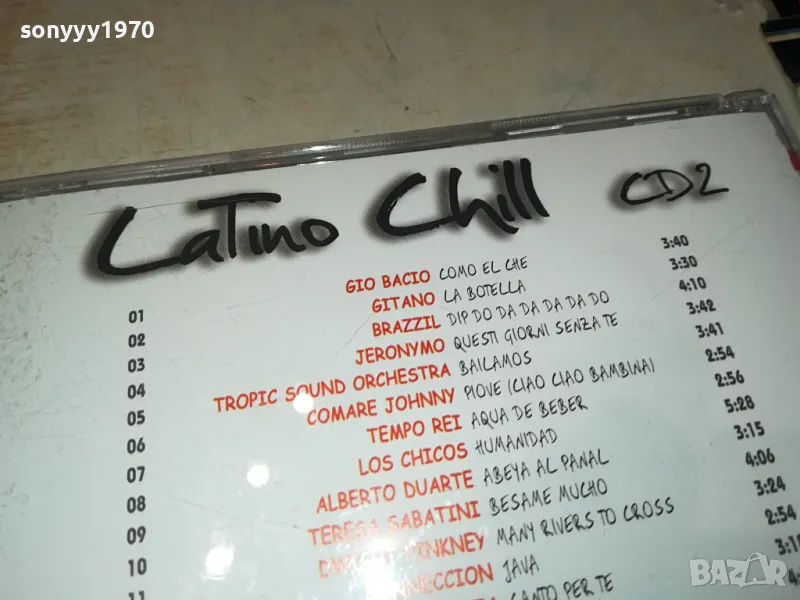 sonyyy1970
Latino Chill CD2
01 GIO BACIO COMO EL CHE 3:40
02 GITANO LA BOTELLA 3:30
03 BRAZZIL DIP DO DA DA DA DA DO 4:10
04 JERONYMO QUESTI GIORNI SENZA TE 3:42
05 TROPIC SOUND ORCHESTRA BAILAMOS 3:41
06 COMARE JOHNNY PIOVE (CIAO CIAO BAMBINA) 2:54
07 TEMPO REI AQUA DE BEBER 2:56
08 LOS CHICOS HUMANIDAD 5:28
09 ALBERTO DUARTE ABEYA AL PANAL 3:15
10 TERESA SABATINI BESAME MUCHO 4:06
11 MANY RIVERS TO CROSS 3:24
JAVA 2:54
CANTO PER TE
BAZAR